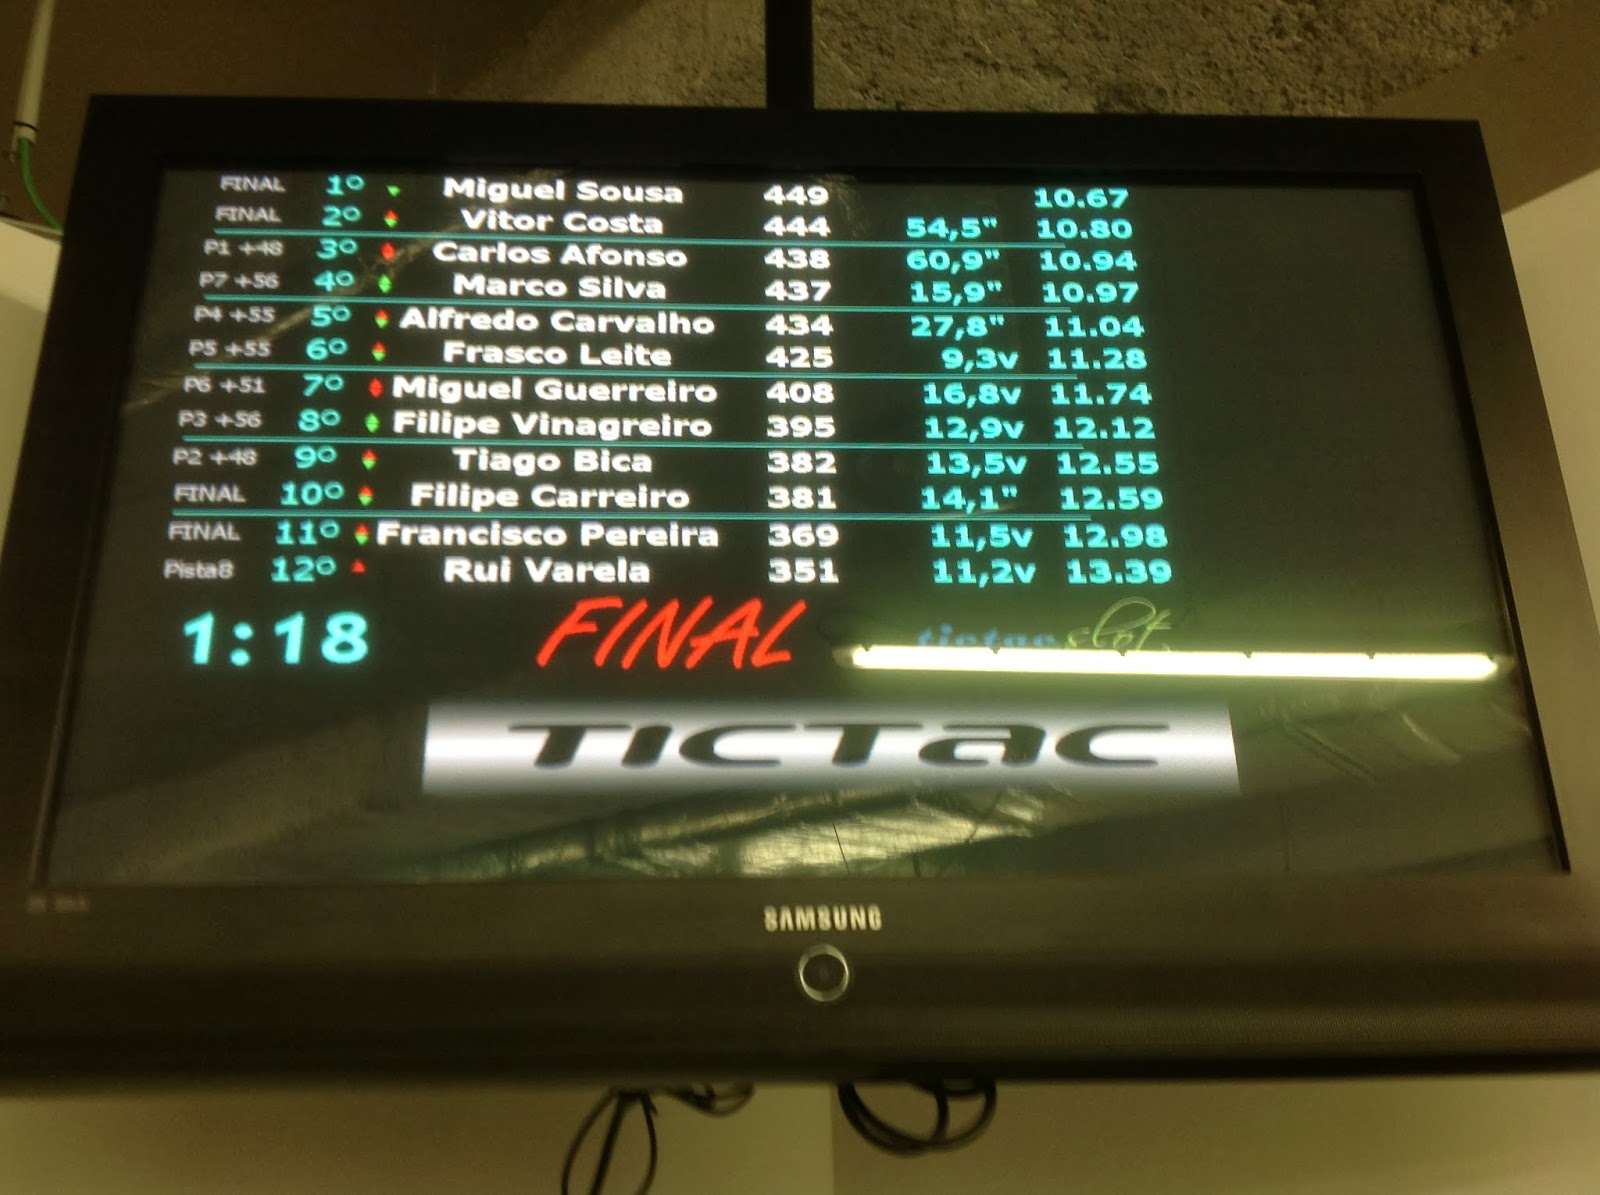 FINAL 1º Miguel Sousa 449 10.67
FINAL 2º Vitor Costa 444 54,5" 10.80
P1 +48 3º Carlos Afonso 438 60,9" 10.94
P7 +56 4º Marco Silva 437 15,9" 10.97
P4 +55 5º Alfredo Carvalho 434 27,8" 11.04
P5 +55 6º Frasco Leite 425 9,3v 11.28
P6 +51 7º Miguel Guerreiro 408 16,8v 11.74
P3 +56 8º Filipe Vinagreiro 395 12,9v 12.12
P2 +48 9º Tiago Bica 382 13,5v 12.55
FINAL 10º Filipe Carreiro 381 14,1" 12.59
FINAL 11º Francisco Pereira 369 11,5v 12.98
Pista8 12º Rui Varela 351 11,2v 13.39
1:18 FINAL tictac slot.
TICTaC
SAMSUNG